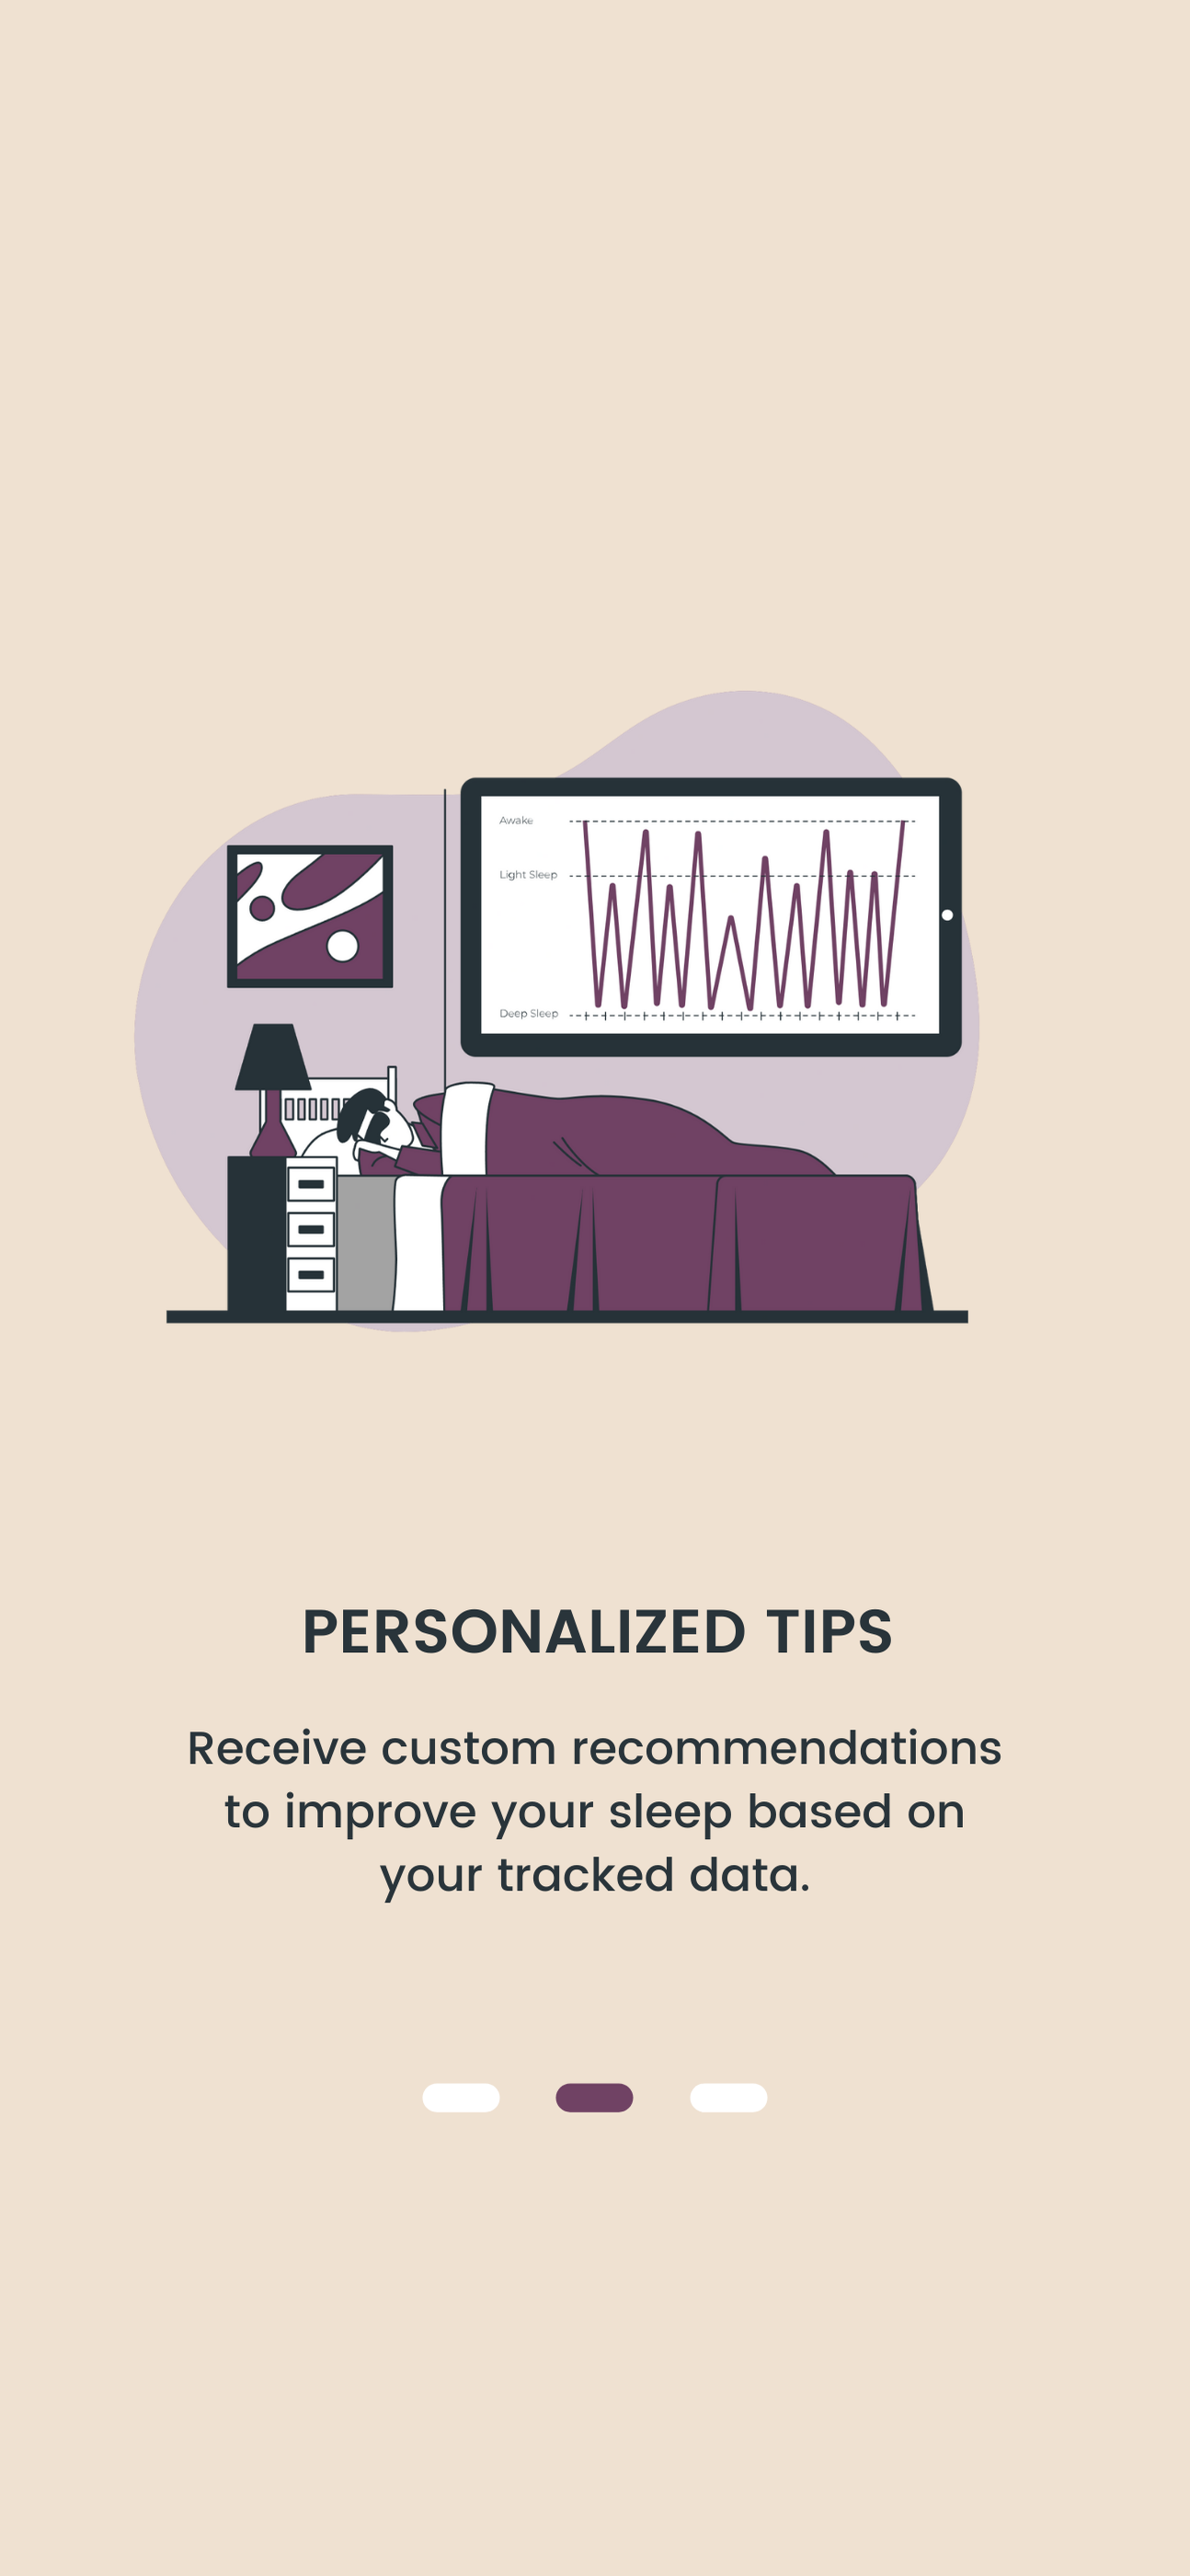 Awake
Light Sleep
Deep Sleep
PERSONALIZED TIPS
Receive custom recommendations
to improve your sleep based on
your tracked data.